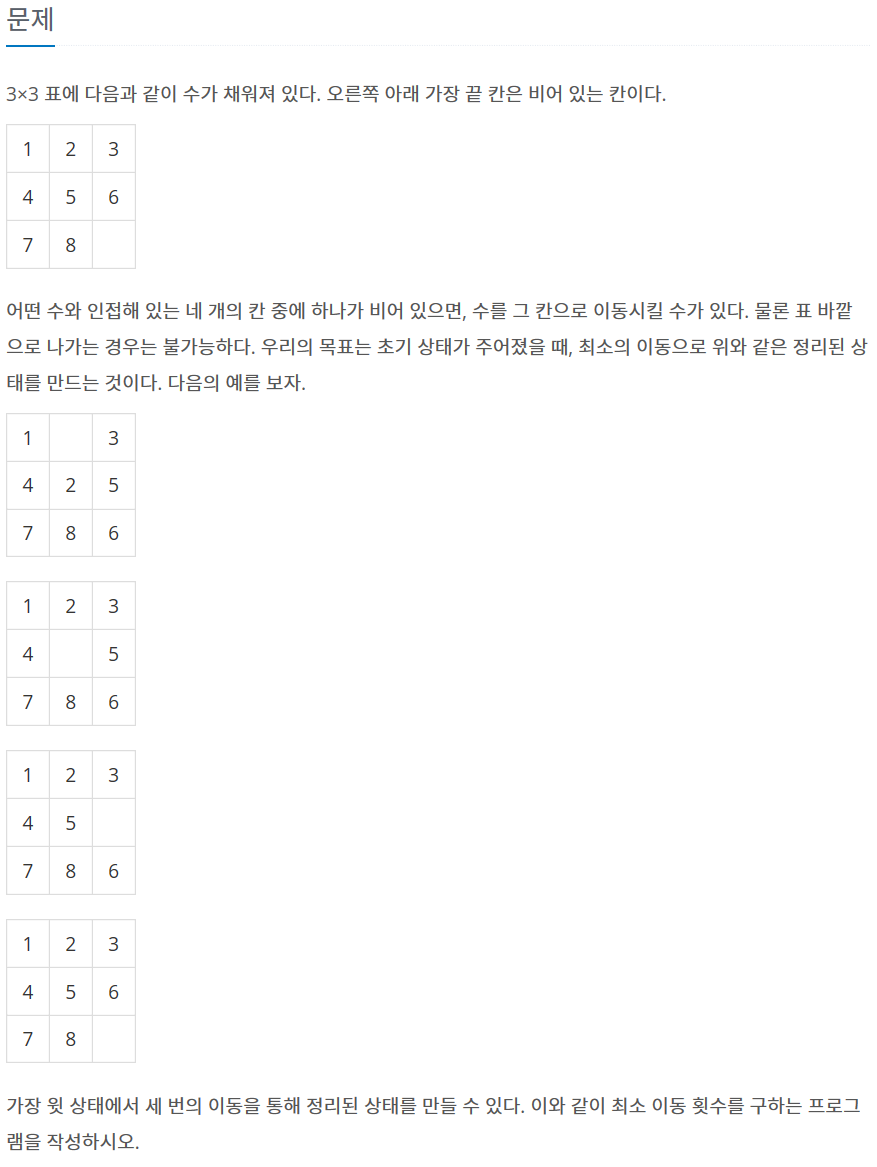 문제
3×3 표에 다음과 같이 수가 채워져 있다. 오른쪽 아래 가장 끝 칸은 비어 있는 칸이다.
1 2 3
4 5 6
7 8
어떤 수와 인접해 있는 네 개의 칸 중에 하나가 비어 있으면, 수를 그 칸으로 이동시킬 수가 있다. 물론 표 바깥
으로 나가는 경우는 불가능하다. 우리의 목표는 초기 상태가 주어졌을 때, 최소의 이동으로 위와 같은 정리된 상
태를 만드는 것이다. 다음의 예를 보자.
1 3
4 2 5
7 8 6
1 2 3
4 5
7 8 6
1 2 3
4 5
7 8 6
1 2 3
4 5 6
7 8
가장 윗 상태에서 세 번의 이동을 통해 정리된 상태를 만들 수 있다. 이와 같이 최소 이동 횟수를 구하는 프로그
램을 작성하시오.